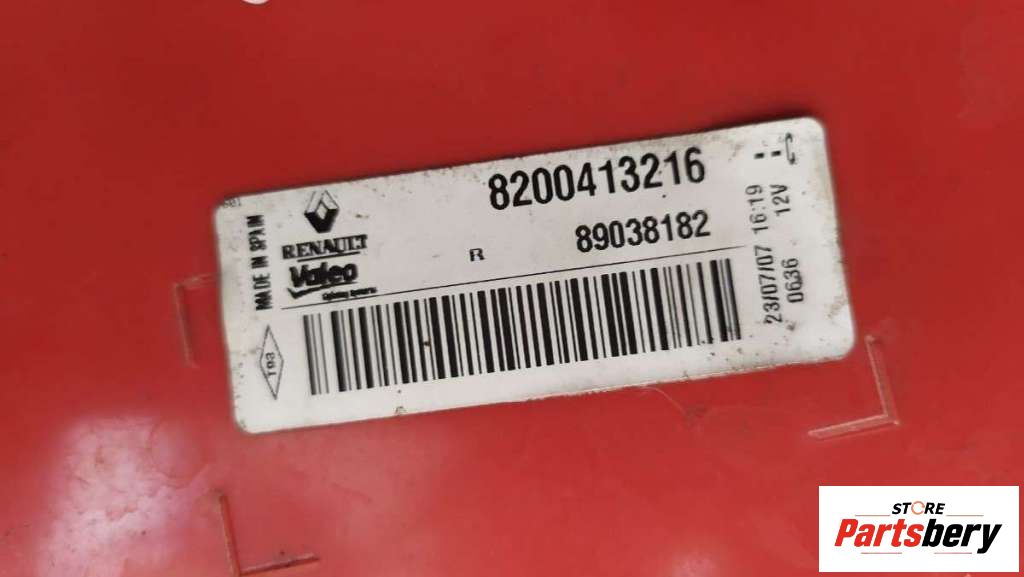 8200413216
89038182
R
MADE IN SPAIN
RENAULT
Valeo
23/07/07 16:19
0636 12V
STORE
Partsbery